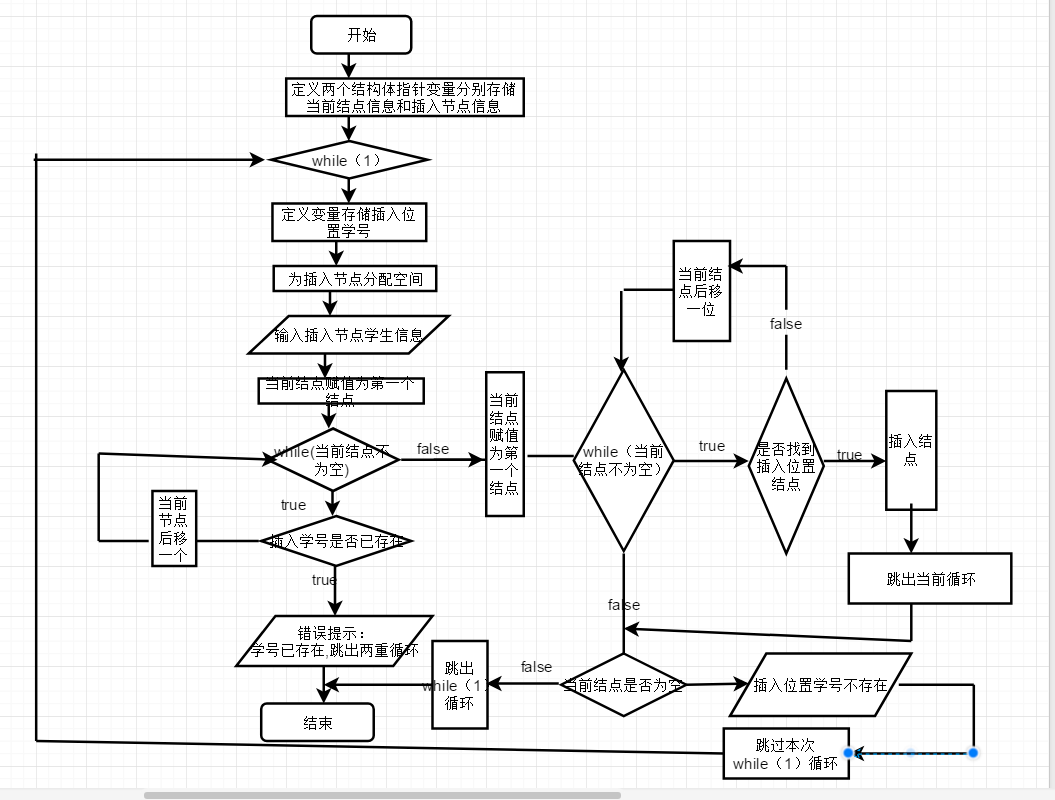 开始
定义两个结构体指针变量分别存储
当前结点信息和插入节点信息
while（1）
定义变量存储插入位
置学号
为插入节点分配空间
输入插入节点学生信息
当前结点赋值为第一个
结点
while(当前结点不
为空)
false
true
插入学号是否已存在
当前
节点
后移
一个
true
错误提示：
学号已存在,跳出两重循环
结束
当前
结点
赋值
为第
一个
结点
while（当前
结点不为空）
true
false
是否找到
插入位置
结点
false
当前结
点后移
一位
true
插入结
点
跳出当前循环
当前结点是否为空
false
跳出
while（1）
循环
插入位置学号不存在
跳过本次
while（1）循环